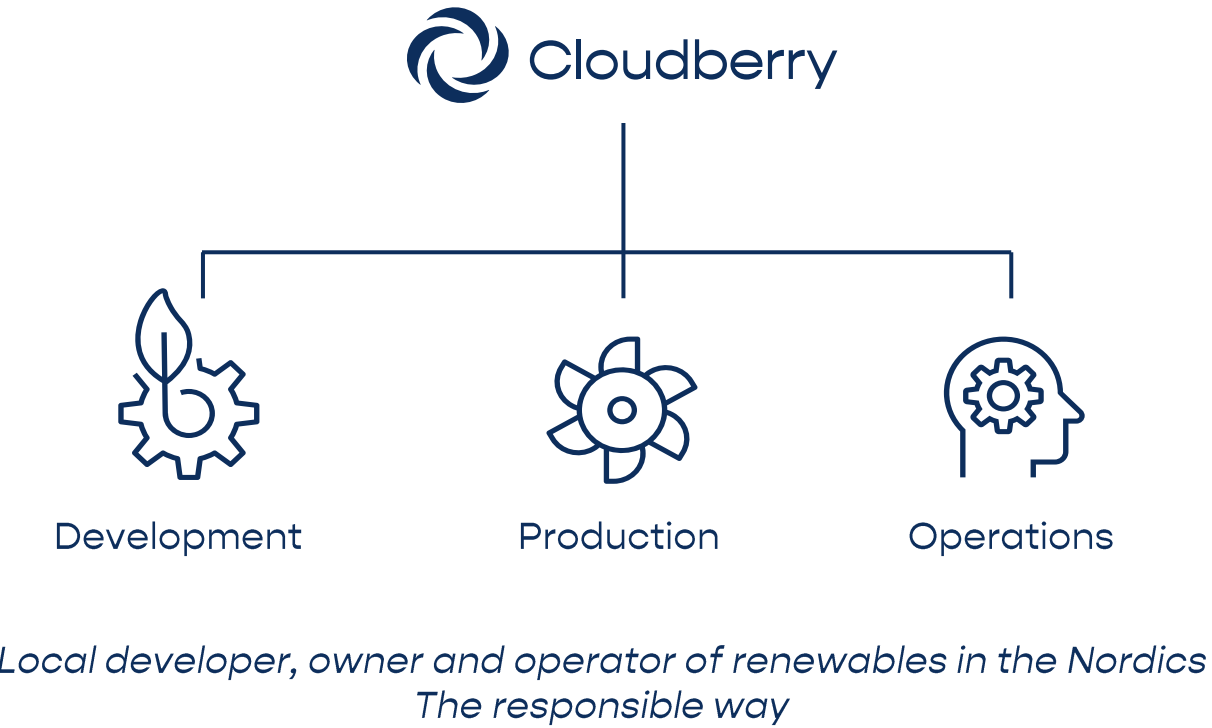 Cloudberry
Development
Production
Operations
Local developer, owner and operator of renewables in the Nordics
The responsible way